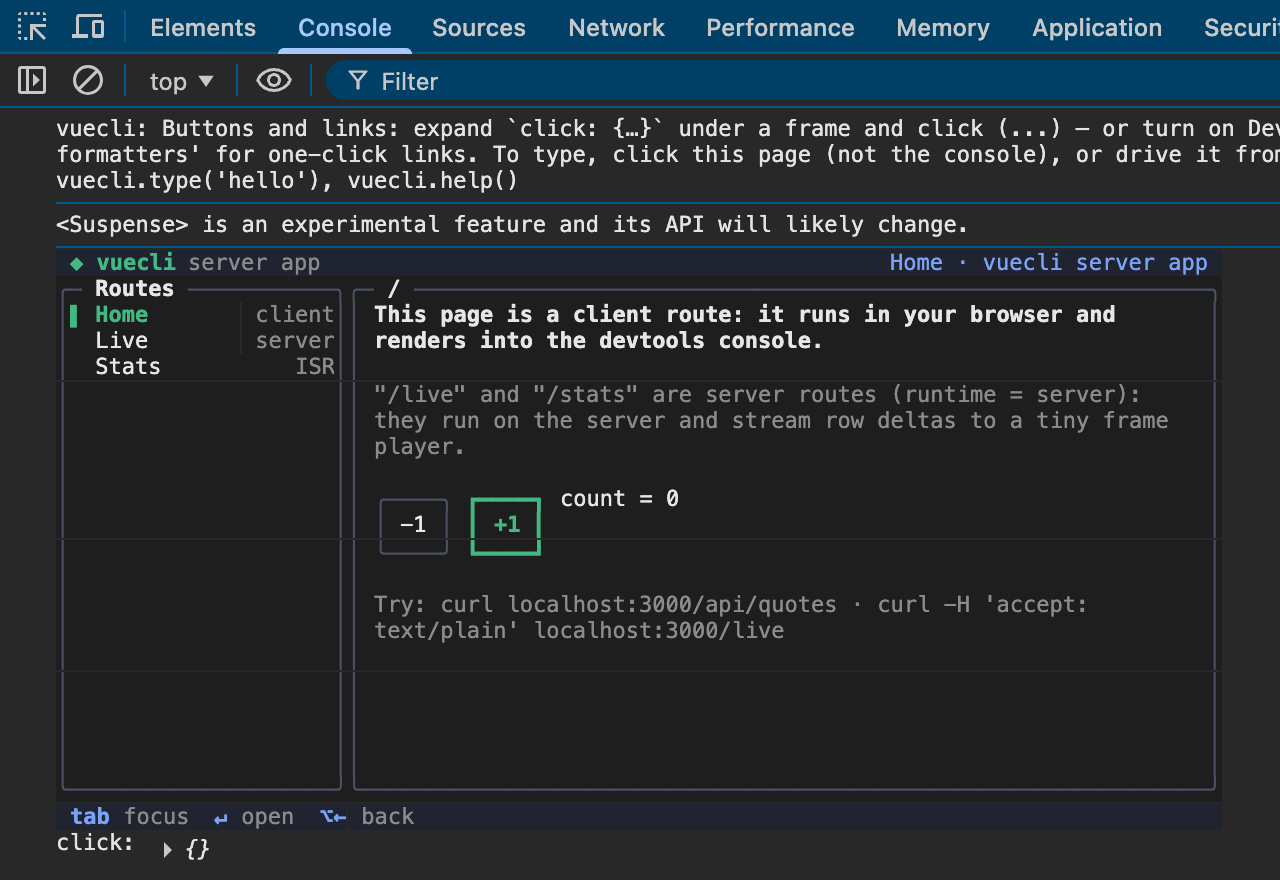 Elements Console Sources Network Performance Memory Application Securi
top Filter
vuecli: Buttons and links: expand `click: {…}` under a frame and click (...) — or turn on Dev
formatters' for one-click links. To type, click this page (not the console), or drive it from
vuecli.type('hello'), vuecli.help()
<Suspense> is an experimental feature and its API will likely change.
◆ vuecli server app Home · vuecli server app
Routes
Home client
Live server
Stats ISR
/
This page is a client route: it runs in your browser and
renders into the devtools console.
"/live" and "/stats" are server routes (runtime = server):
they run on the server and stream row deltas to a tiny frame
player.
-1 +1 count = 0
Try: curl localhost:3000/api/quotes · curl -H 'accept:
text/plain' localhost:3000/live
tab focus ↵ open ⌥← back
click: ▸ {}